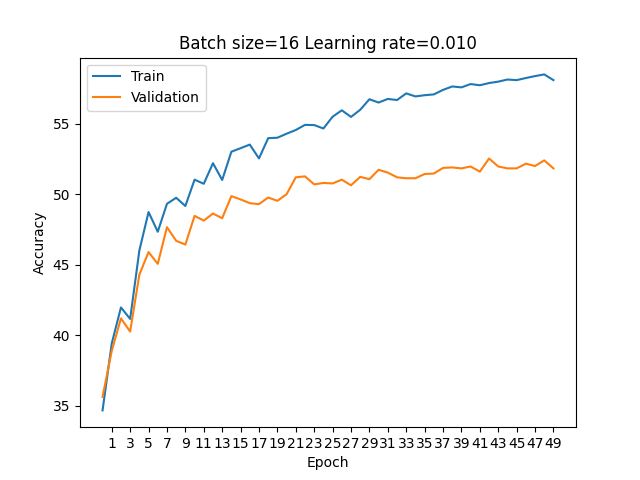 Batch size=16 Learning rate=0.010
Train
Validation
55
50
45
40
35
Accuracy
1 3 5 7 9 11 13 15 17 19 21 23 25 27 29 31 33 35 37 39 41 43 45 47 49
Epoch